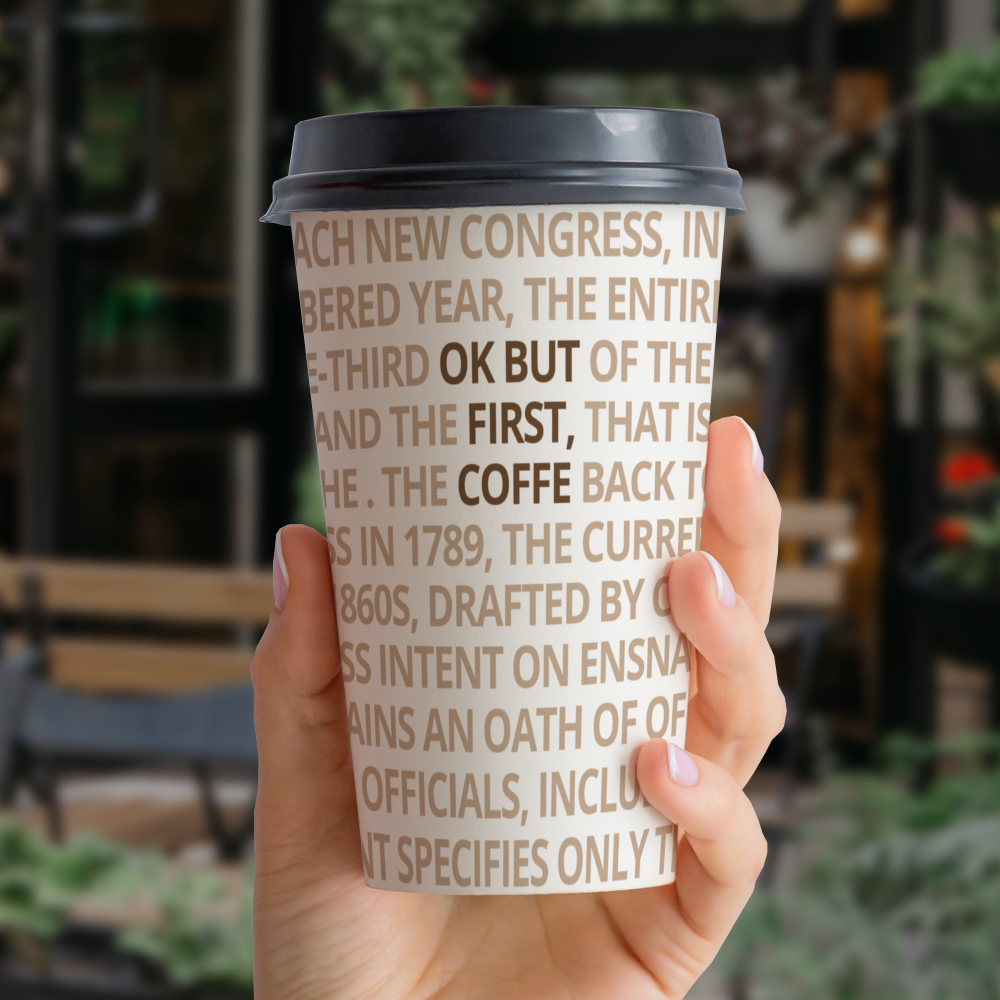 ACH NEW CONGRESS, IN
BERED YEAR, THE ENTIR
E-THIRD OK BUT OF THE
AND THE FIRST, THAT IS
HE . THE COFFE BACK TO
SS IN 1789, THE CURRE
860S, DRAFTED BY
SS INTENT ON ENSNA
AINS AN OATH OF OF
OFFICIALS, INCLU
NT SPECIFIES ONLY T